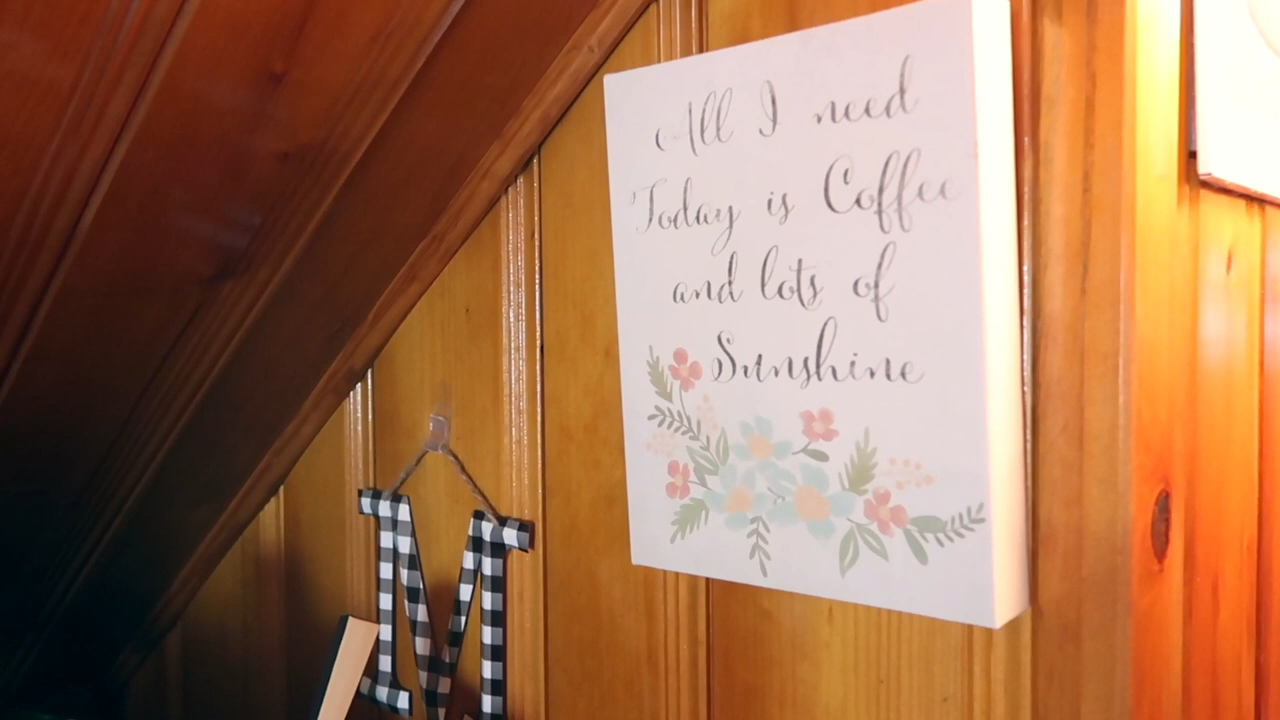 All I need
Today is Coffee
and lots of
Sunshine
M